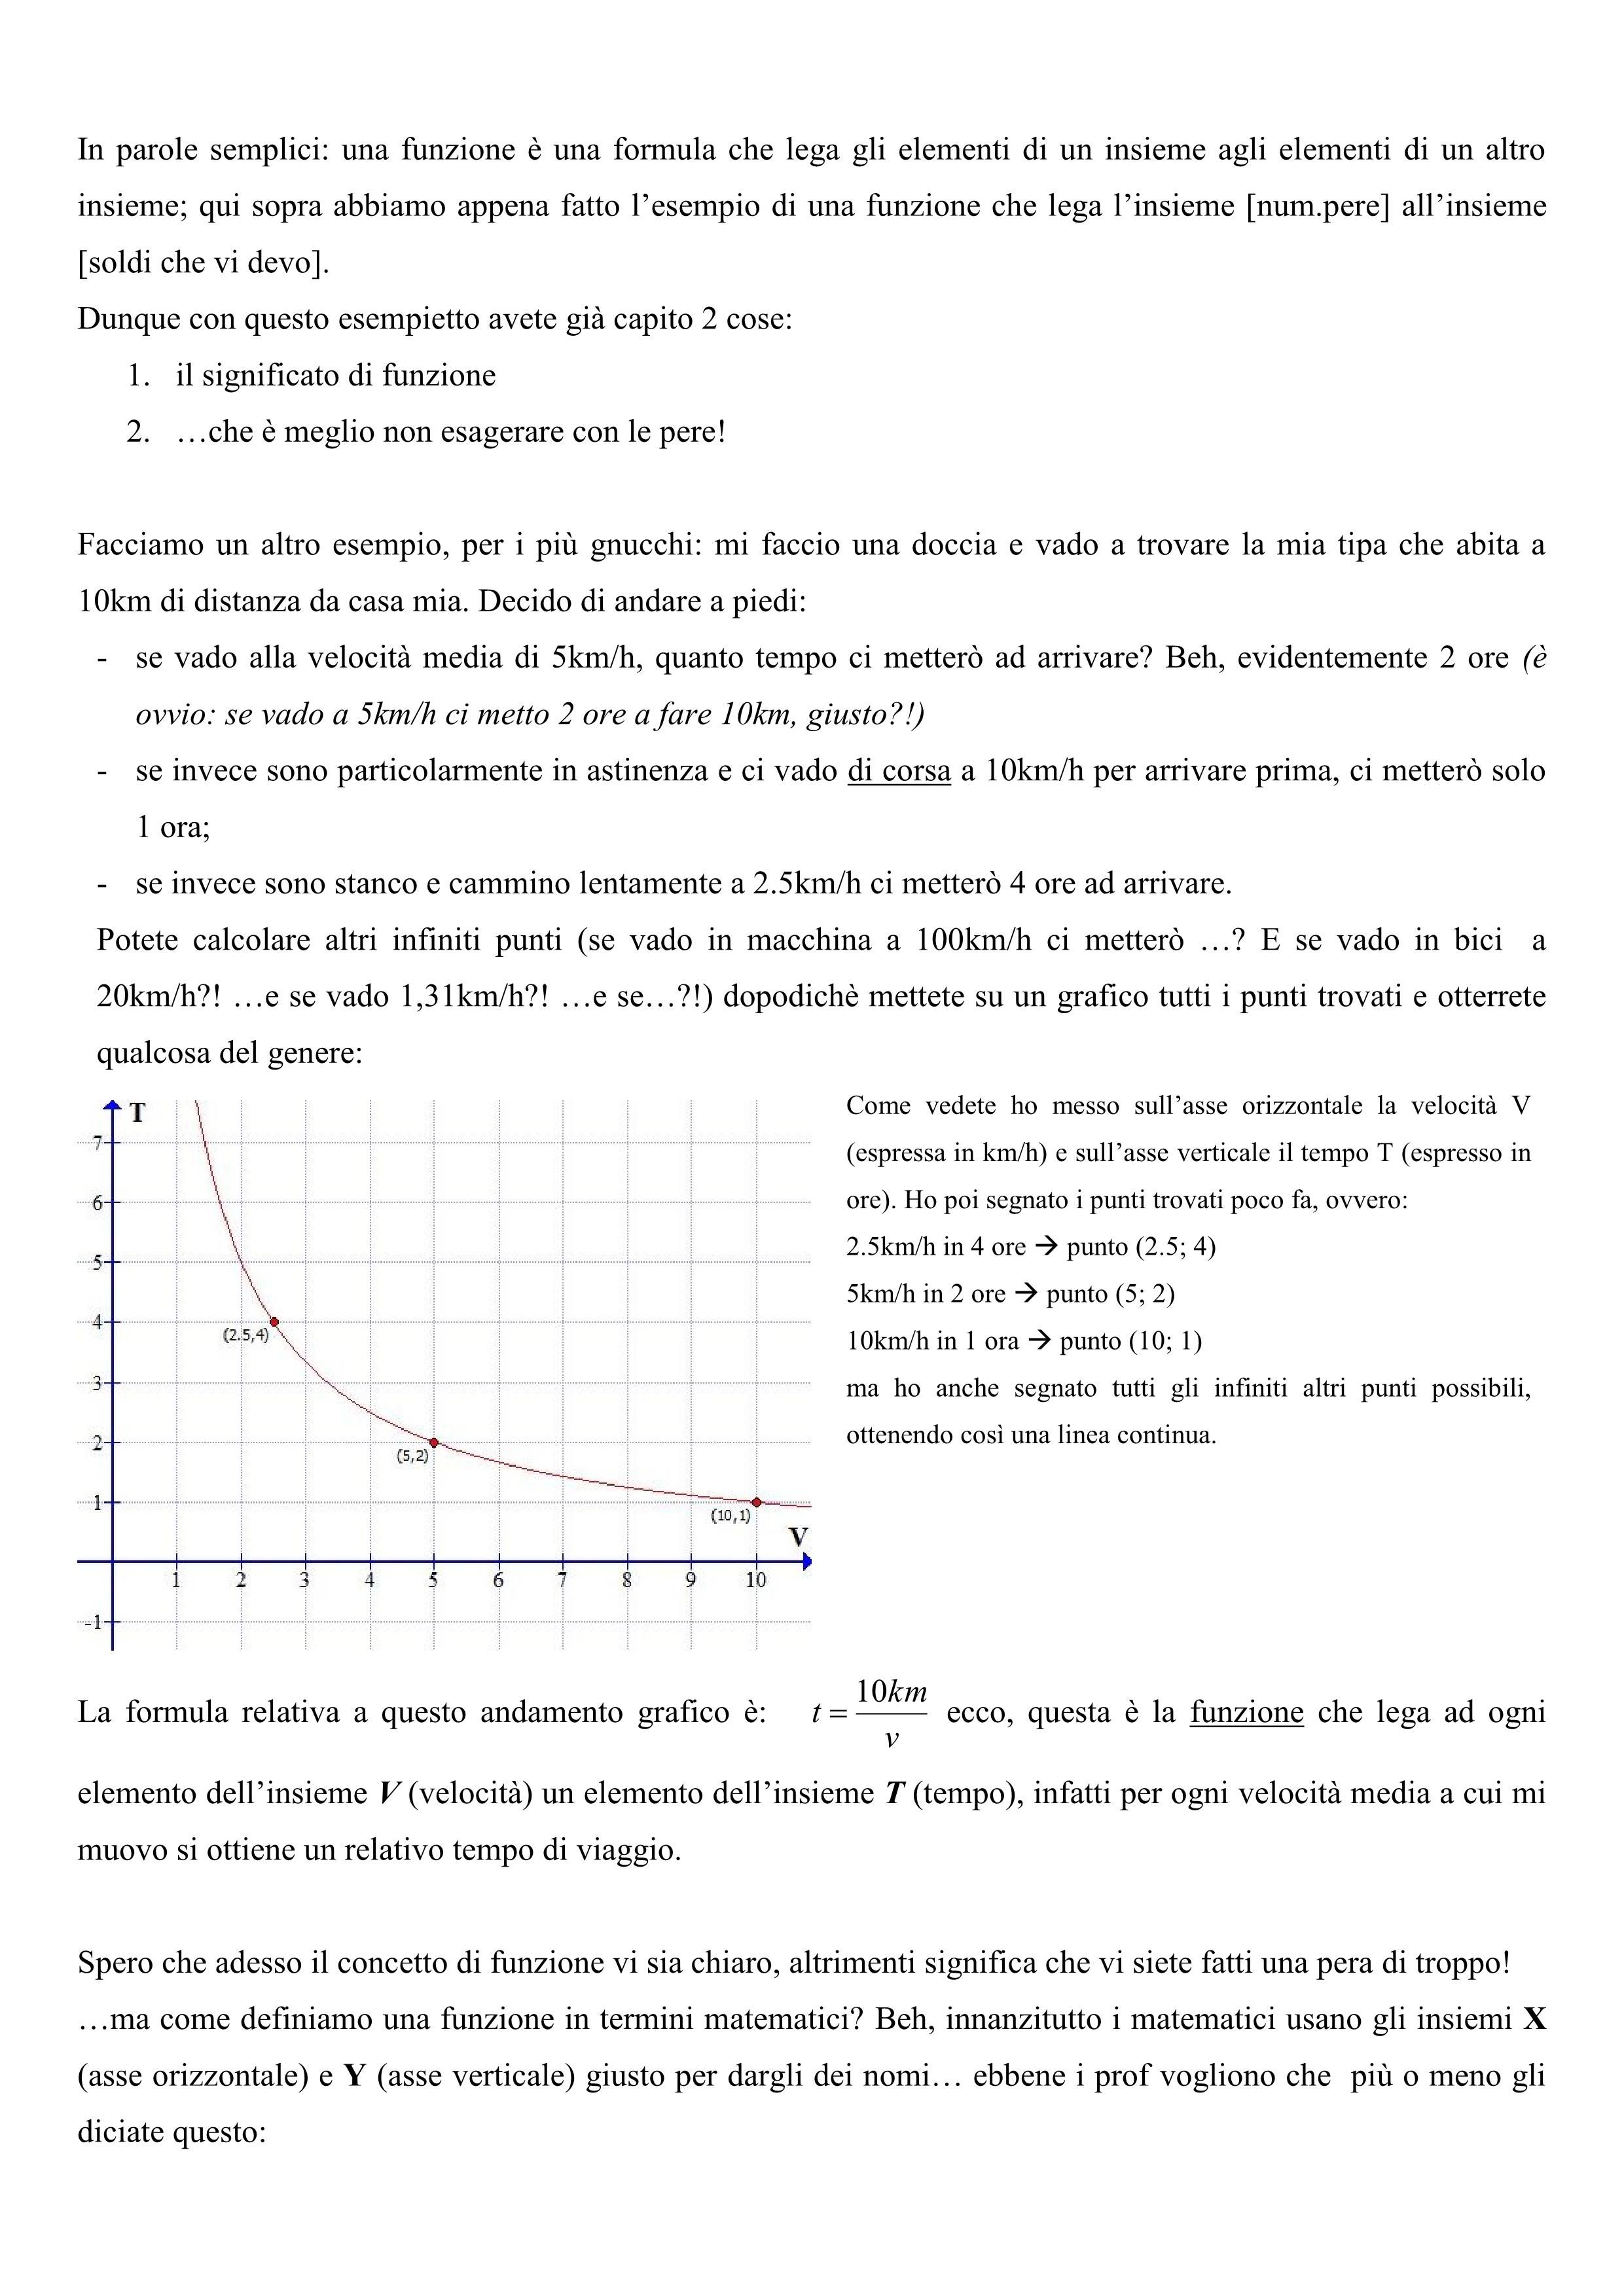 In parole semplici: una funzione è una formula che lega gli elementi di un insieme agli elementi di un altro
insieme; qui sopra abbiamo appena fatto l’esempio di una funzione che lega l’insieme [num.pere] all’insieme
[soldi che vi devo].
Dunque con questo esempietto avete già capito 2 cose:
1. il significato di funzione
2. …che è meglio non esagerare con le pere!
Facciamo un altro esempio, per i più gnucchi: mi faccio una doccia e vado a trovare la mia tipa che abita a
10km di distanza da casa mia. Decido di andare a piedi:
- se vado alla velocità media di 5km/h, quanto tempo ci metterò ad arrivare? Beh, evidentemente 2 ore (è
ovvio: se vado a 5km/h ci metto 2 ore a fare 10km, giusto?!)
- se invece sono particolarmente in astinenza e ci vado di corsa a 10km/h per arrivare prima, ci metterò solo
1 ora;
- se invece sono stanco e cammino lentamente a 2.5km/h ci metterò 4 ore ad arrivare.
Potete calcolare altri infiniti punti (se vado in macchina a 100km/h ci metterò …? E se vado in bici a
20km/h?! …e se vado 1,31km/h?! …e se…?!) dopodichè mettete su un grafico tutti i punti trovati e otterrete
qualcosa del genere:
T
7
6
5
4
(2.5,4)
3
2
(5,2)
1
(10,1)
V
1 2 3 4 5 6 7 8 9 10
-1
Come vedete ho messo sull’asse orizzontale la velocità V
(espressa in km/h) e sull’asse verticale il tempo T (espresso in
ore). Ho poi segnato i punti trovati poco fa, ovvero:
2.5km/h in 4 ore → punto (2.5; 4)
5km/h in 2 ore → punto (5; 2)
10km/h in 1 ora → punto (10; 1)
ma ho anche segnato tutti gli infiniti altri punti possibili,
ottenendo così una linea continua.
La formula relativa a questo andamento grafico è: t = 10km / v ecco, questa è la funzione che lega ad ogni
elemento dell’insieme V (velocità) un elemento dell’insieme T (tempo), infatti per ogni velocità media a cui mi
muovo si ottiene un relativo tempo di viaggio.
Spero che adesso il concetto di funzione vi sia chiaro, altrimenti significa che vi siete fatti una pera di troppo!
…ma come definiamo una funzione in termini matematici? Beh, innanzitutto i matematici usano gli insiemi X
(asse orizzontale) e Y (asse verticale) giusto per dargli dei nomi… ebbene i prof vogliono che più o meno gli
diciate questo: